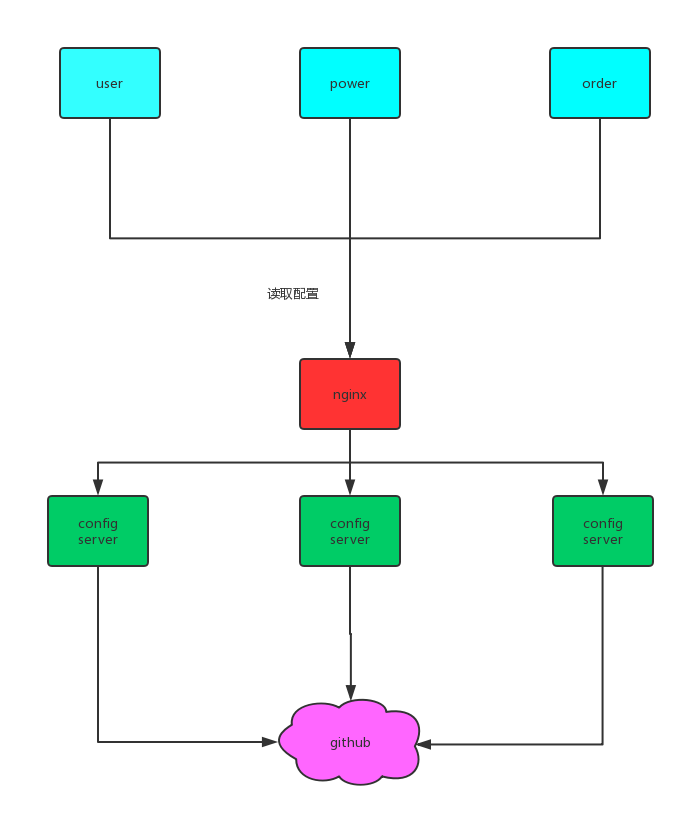 user
power
order
读取配置
nginx
config
server
config
server
config
server
github